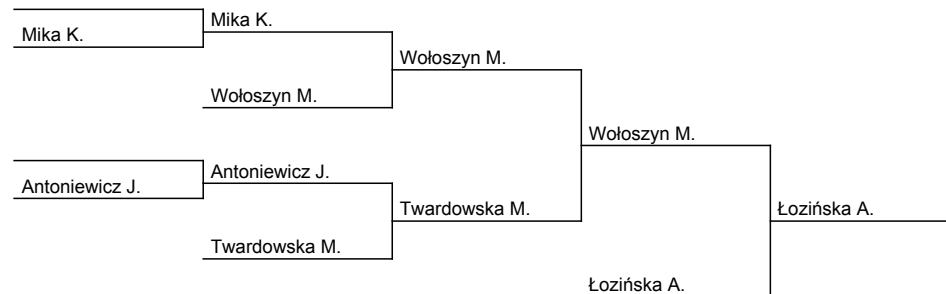 Mika K.
Mika K.
Wołoszyn M.
Wołoszyn M.
Wołoszyn M.
Antoniewicz J.
Antoniewicz J.
Twardowska M.
Łozińska A.
Twardowska M.
Łozińska A.